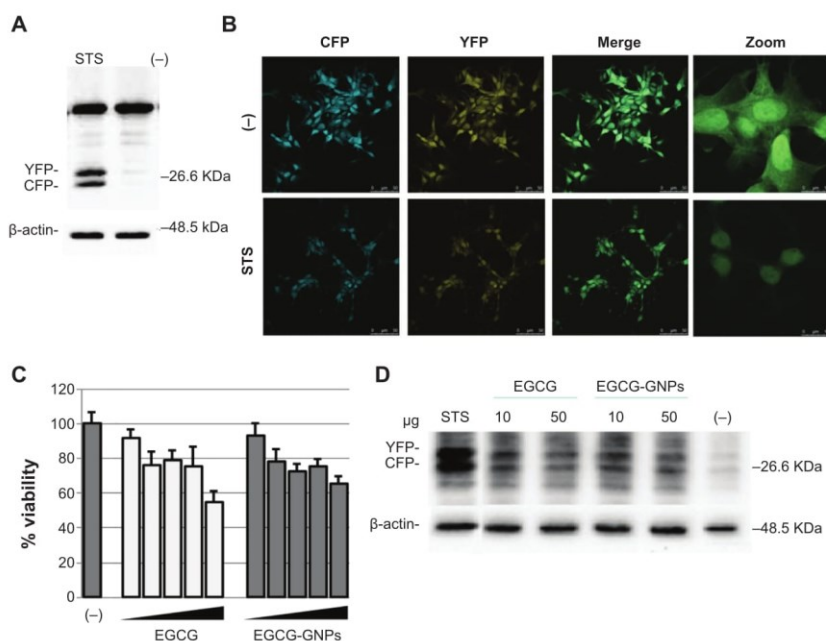 A
STS (–)
YFP-
CFP-
–26.6 KDa
β-actin-
–48.5 kDa
B
CFP YFP Merge Zoom
(–)
STS
C
% viability
120
100
80
60
40
20
0
(–)
EGCG EGCG-GNPs
D
EGCG EGCG-GNPs
µg STS 10 50 10 50 (–)
YFP-
CFP-
–26.6 KDa
β-actin-
–48.5 KDa